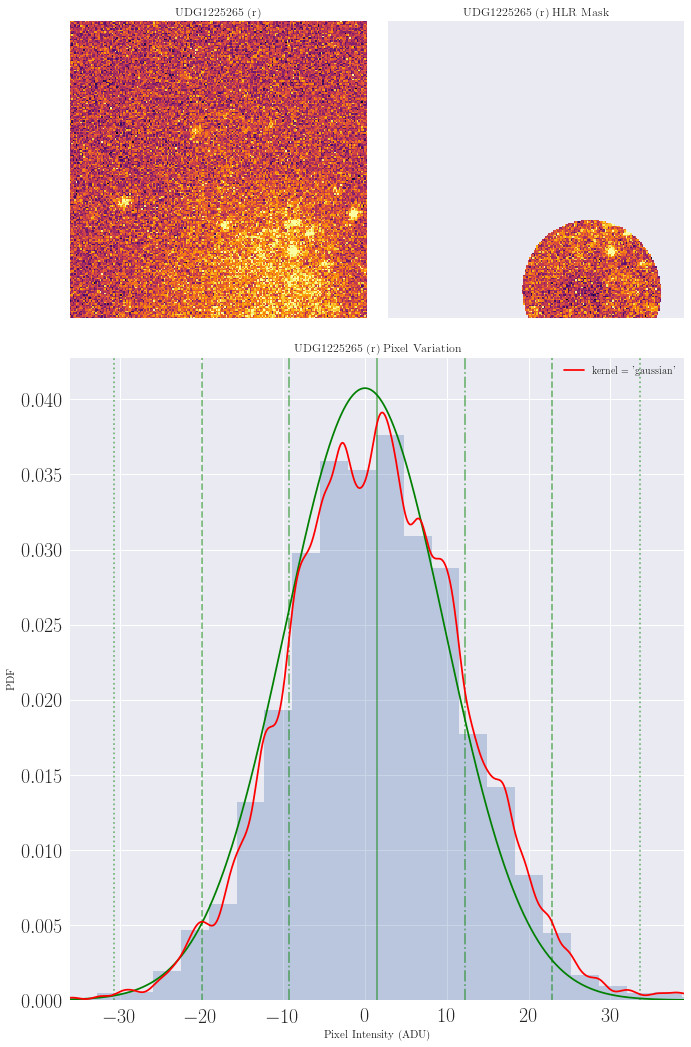 UDG1225265 (r)
UDG1225265 (r) HLR Mask
UDG1225265 (r) Pixel Variation
kernel = 'gaussian'
0.040
0.035
0.030
0.025
0.020
0.015
0.010
0.005
0.000
PDF
−30
−20
−10
0
10
20
30
Pixel Intensity (ADU)